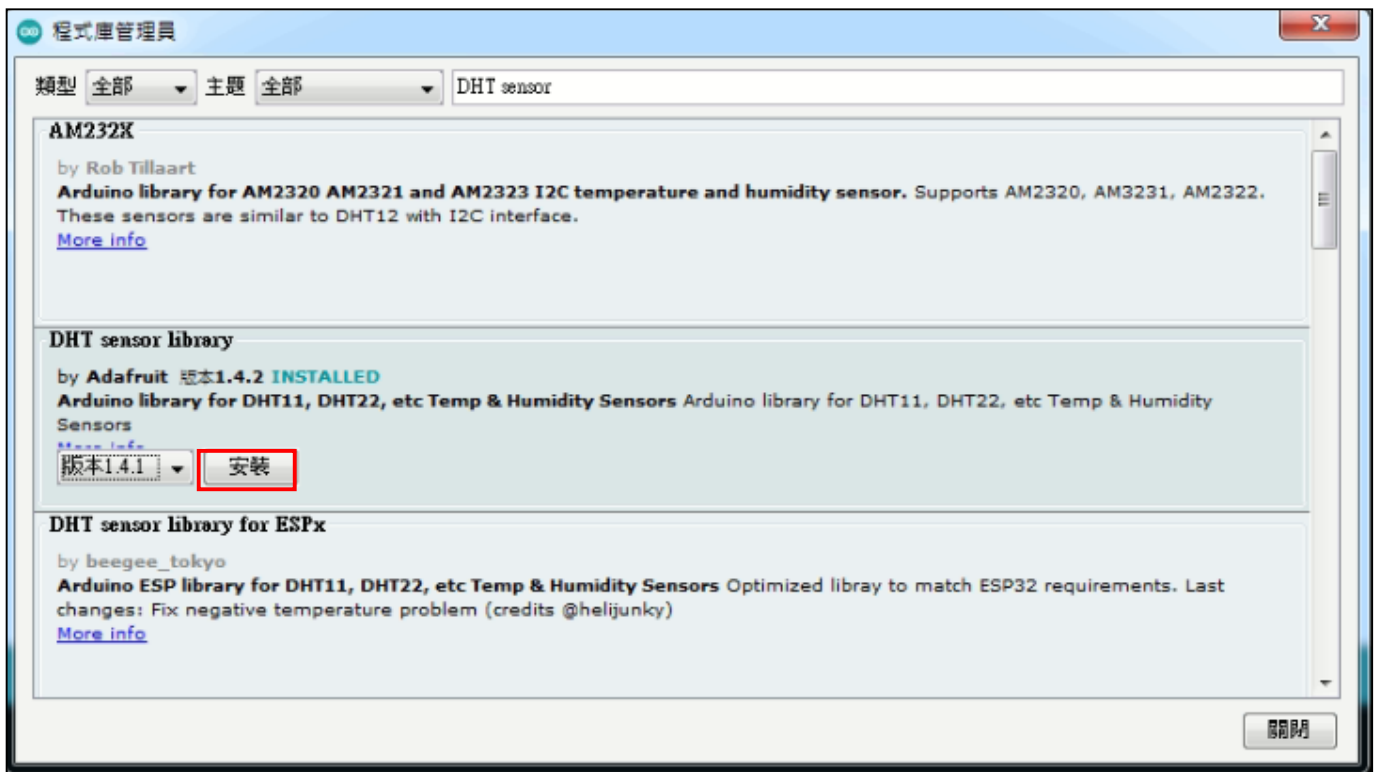 程式庫管理員
類型 全部 主題 全部 DHT sensor
AM232X
by Rob Tillaart
Arduino library for AM2320 AM2321 and AM2323 I2C temperature and humidity sensor. Supports AM2320, AM3231, AM2322.
These sensors are similar to DHT12 with I2C interface.
More info
DHT sensor library
by Adafruit 版本1.4.2 INSTALLED
Arduino library for DHT11, DHT22, etc Temp & Humidity Sensors Arduino library for DHT11, DHT22, etc Temp & Humidity
Sensors
More info
版本1.4.1 安裝
DHT sensor library for ESPx
by beegee_tokyo
Arduino ESP library for DHT11, DHT22, etc Temp & Humidity Sensors Optimized libray to match ESP32 requirements. Last
changes: Fix negative temperature problem (credits @helijunky)
More info
關閉